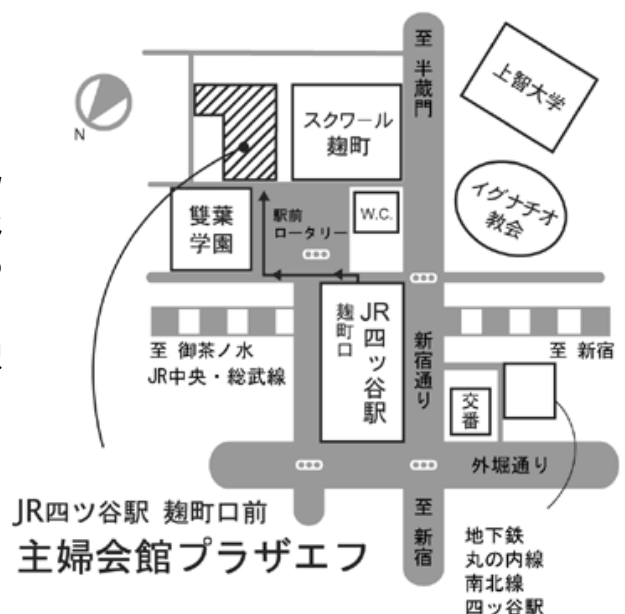 至 半蔵門
上智大学
N
スクワール
麹町
イグナチオ
教会
雙葉
学園
駅前
ロータリー
W.C.
JR四ツ谷駅
麹町口
新宿通り
至 御茶ノ水
JR中央・総武線
至 新宿
交番
外堀通り
至 新宿
JR四ツ谷駅 麹町口前
主婦会館プラザエフ
地下鉄
丸の内線
南北線
四ッ谷駅